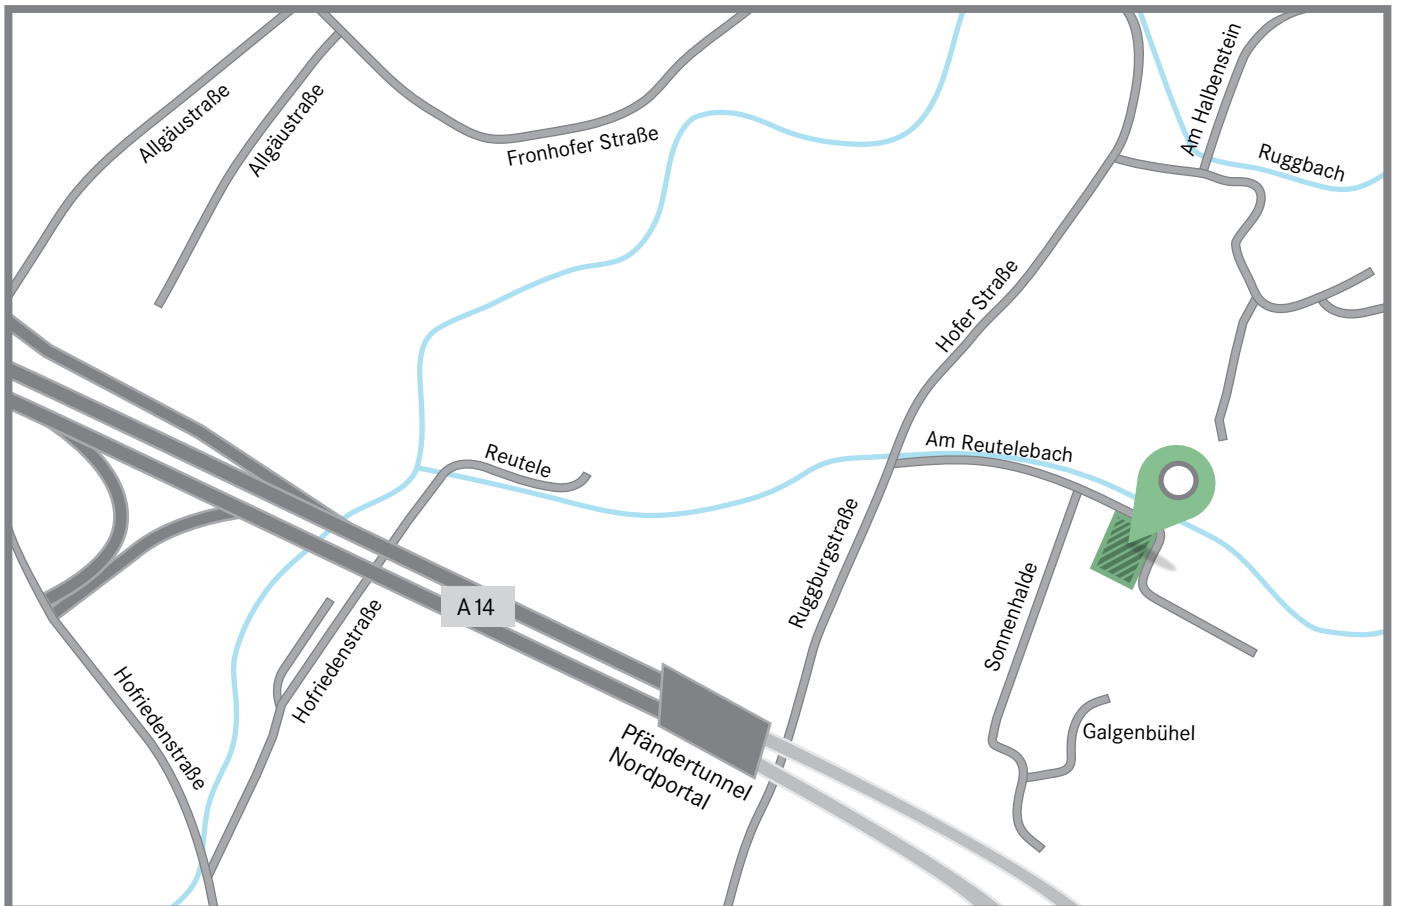 Allgäustraße
Allgäustraße
Fronhofer Straße
Am Halbenstein
Ruggbach
Hofer Straße
Reutele
Am Reutelebach
Ruggburgstraße
Sonnenhalde
A 14
Hofriedenstraße
Hofriedenstraße
Pfändertunnel
Nordportal
Galgenbühel